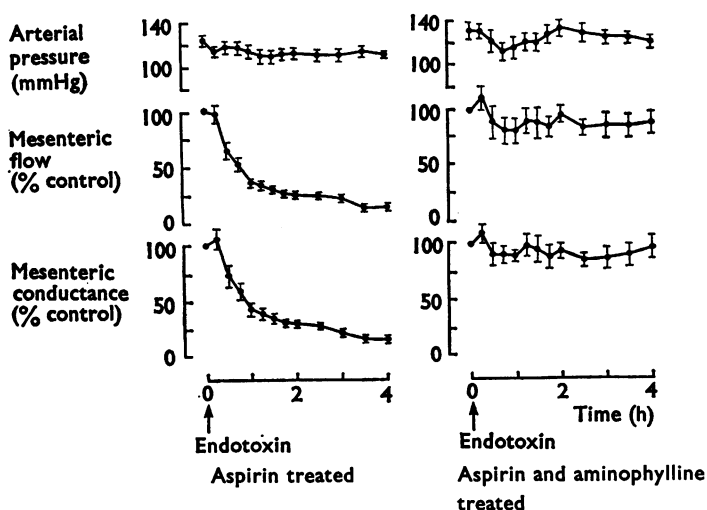 Arterial
pressure
(mmHg)
140
100
140
100
Mesenteric
flow
(% control)
100
50
0
100
50
0
Mesenteric
conductance
(% control)
100
50
0
100
50
0
0 2 4
0 2 4
Time (h)
Endotoxin
Aspirin treated
Endotoxin
Aspirin and aminophylline
treated